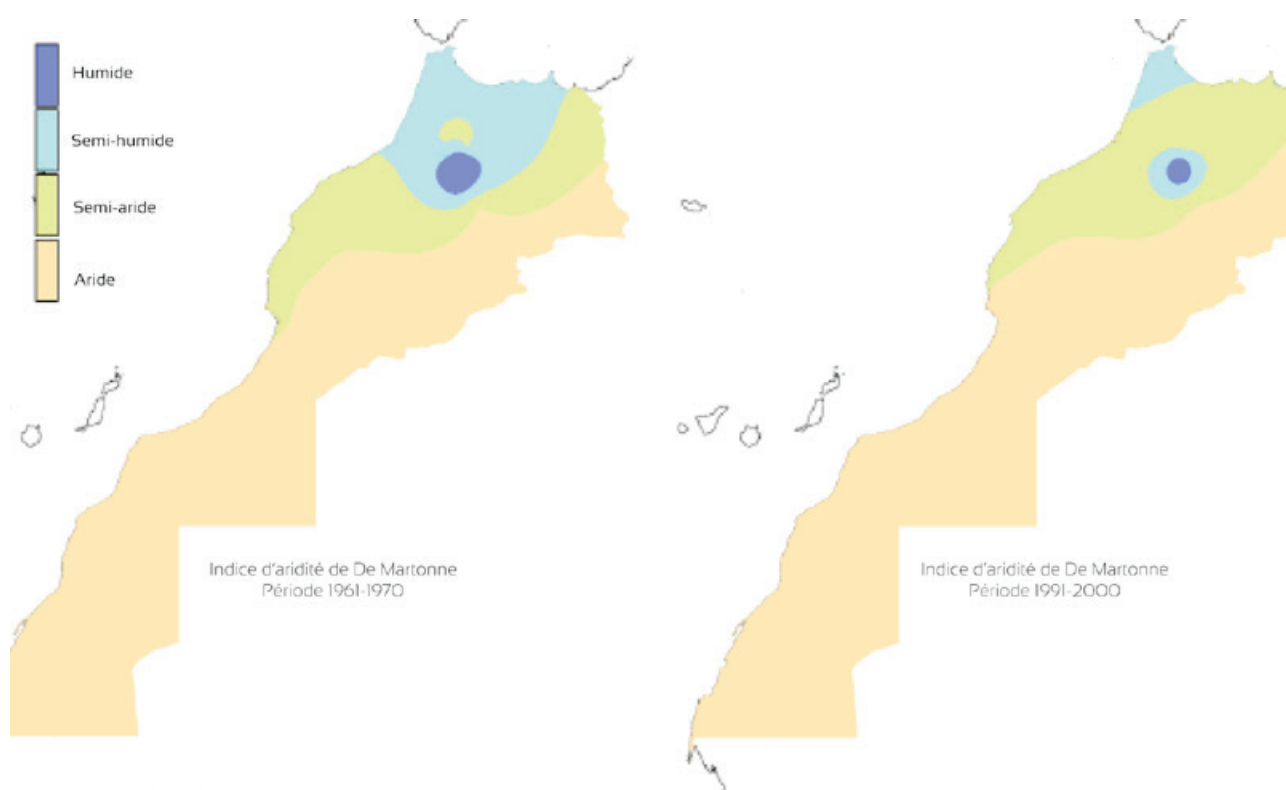 Humide
Semi-humide
Semi-aride
Aride
Indice d'aridité de De Martonne
Période 1961-1970
Indice d'aridité de De Martonne
Période 1991-2000